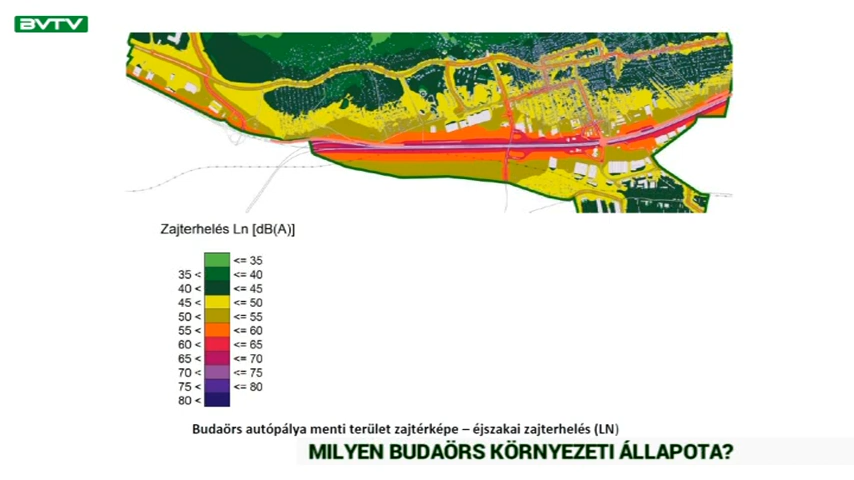 BVTV
Zajterhelés Ln [dB(A)]
<= 35
35 < <= 40
40 < <= 45
45 < <= 50
50 < <= 55
55 < <= 60
60 < <= 65
65 < <= 70
70 < <= 75
75 < <= 80
80 <
Budaörs autópálya menti terület zajtérképe – éjszakai zajterhelés (LN)
MILYEN BUDAÖRS KÖRNYEZETI ÁLLAPOTA?